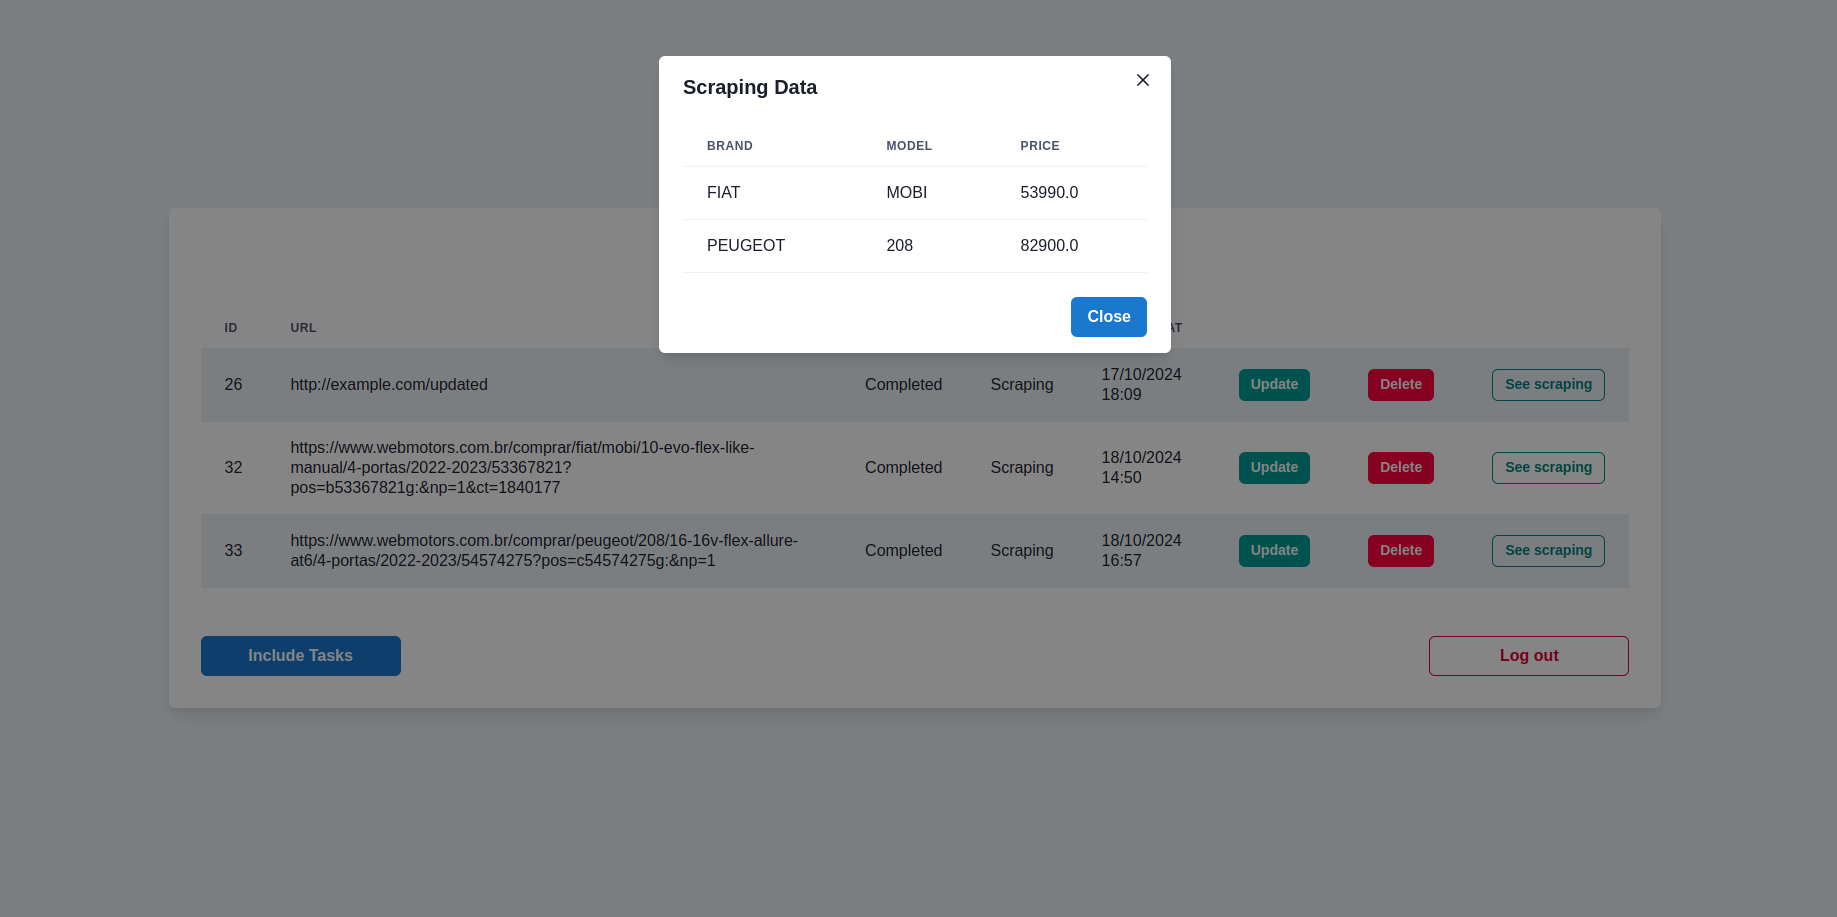 Scraping Data
BRAND MODEL PRICE
FIAT MOBI 53990.0
PEUGEOT 208 82900.0
Close
ID URL AT
26 http://example.com/updated Completed Scraping 17/10/2024 18:09 Update Delete See scraping
32 https://www.webmotors.com.br/comprar/fiat/mobi/10-evo-flex-like-
manual/4-portas/2022-2023/53367821?
pos=b53367821g:&np=1&ct=1840177 Completed Scraping 18/10/2024 14:50 Update Delete See scraping
33 https://www.webmotors.com.br/comprar/peugeot/208/16-16v-flex-allure-
at6/4-portas/2022-2023/54574275?pos=c54574275g:&np=1 Completed Scraping 18/10/2024 16:57 Update Delete See scraping
Include Tasks Log out